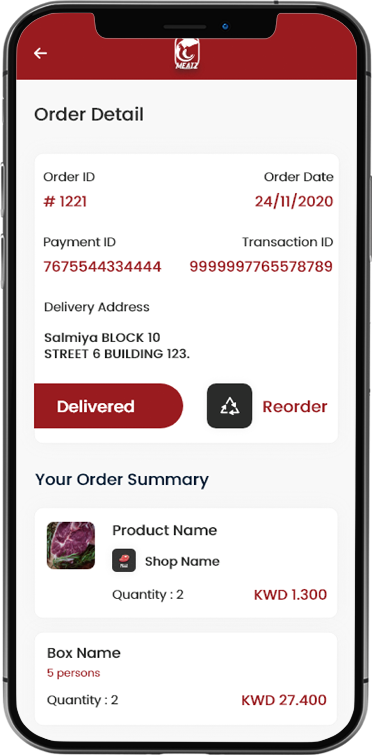 MEATZ
Order Detail
Order ID Order Date
# 1221 24/11/2020
Payment ID Transaction ID
7675544334444 9999997765578789
Delivery Address
Salmiya BLOCK 10
STREET 6 BUILDING 123.
Delivered Reorder
Your Order Summary
Product Name
Shop Name
Quantity : 2 KWD 1.300
Box Name
5 persons
Quantity : 2 KWD 27.400